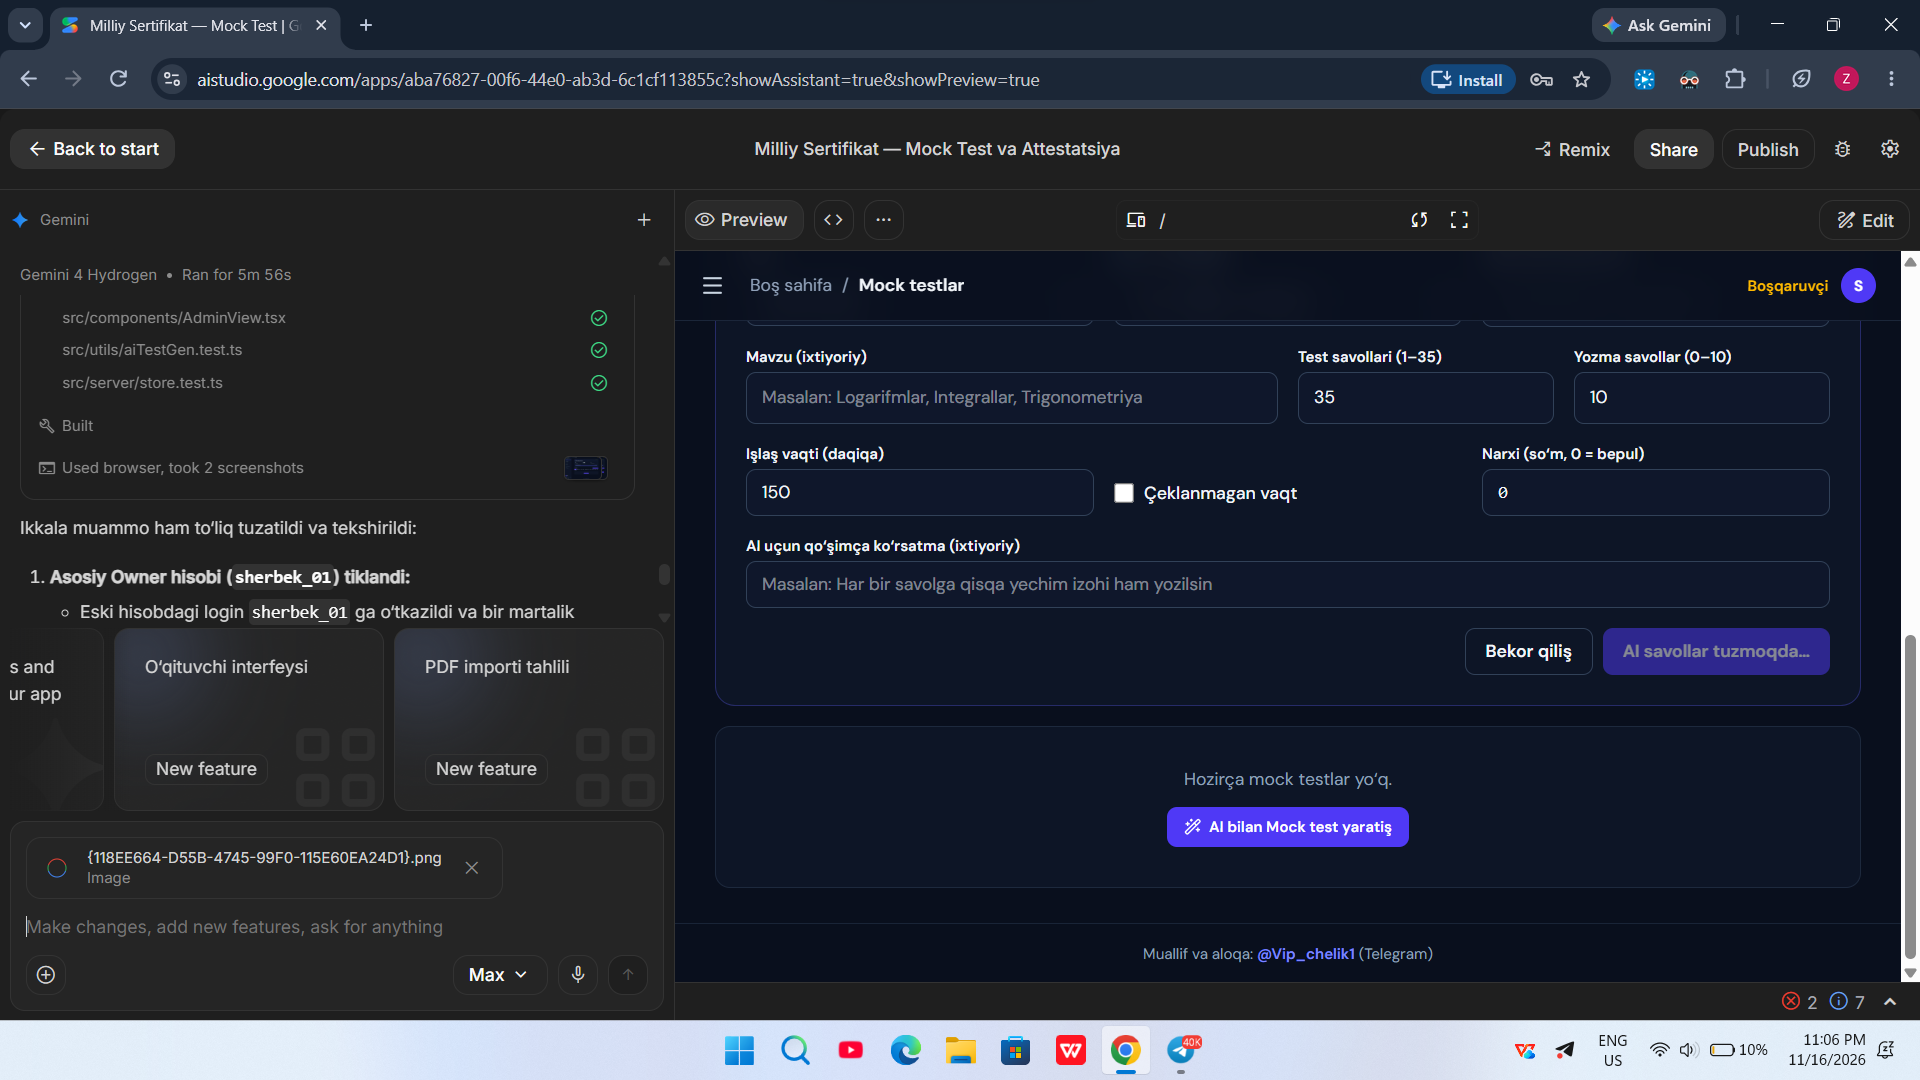 Milliy Sertifikat — Mock Test | G
Ask Gemini
aistudio.google.com/apps/aba76827-00f6-44e0-ab3d-6c1cf113855c?showAssistant=true&showPreview=true
Install
Z
Back to start
Milliy Sertifikat — Mock Test va Attestatsiya
Remix
Share
Publish
Gemini
Preview
/
Edit
Gemini 4 Hydrogen • Ran for 5m 56s
src/components/AdminView.tsx
src/utils/aiTestGen.test.ts
src/server/store.test.ts
Built
Used browser, took 2 screenshots
Ikkala muammo ham to‘liq tuzatildi va tekshirildi:
1. Asosiy Owner hisobi (sherbek_01) tiklandi:
Eski hisobdagi login sherbek_01 ga o‘tkazildi va bir martalik
s and
ur app
O‘qituvchi interfeysi
New feature
PDF importi tahlili
New feature
{118EE664-D55B-4745-99F0-115E60EA24D1}.png
Image
Make changes, add new features, ask for anything
Max
Boş sahifa / Mock testlar
Boşqaruvçi
S
Mavzu (ixtiyoriy)
Test savollari (1–35)
Yozma savollar (0–10)
Masalan: Logarifmlar, Integrallar, Trigonometriya
35
10
Işlaş vaqti (daqiqa)
Narxi (so‘m, 0 = bepul)
150
Çeklanmagan vaqt
0
AI uçun qo‘şimça ko‘rsatma (ixtiyoriy)
Masalan: Har bir savolga qisqa yechim izohi ham yozilsin
Bekor qiliş
AI savollar tuzmoqda...
Hozirça mock testlar yo‘q.
AI bilan Mock test yaratiş
Muallif va aloqa: @Vip_chelik1 (Telegram)
2
7
40K
ENG
US
10%
11:06 PM
11/16/2026